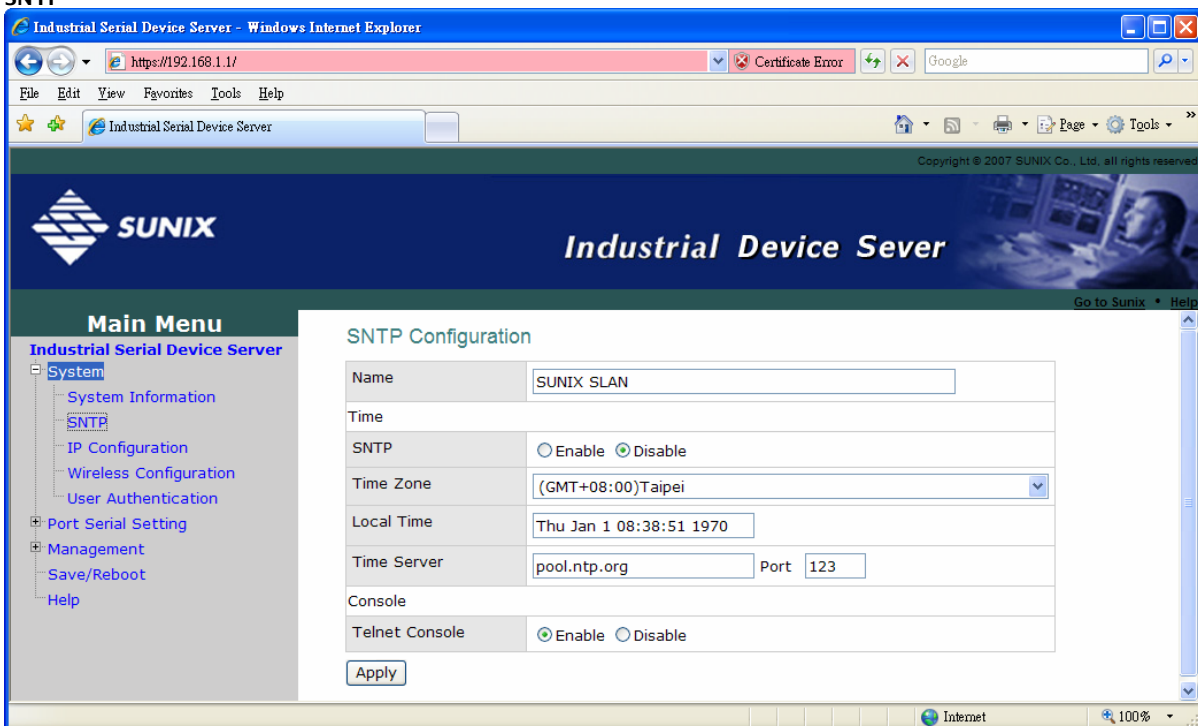 SNTP
Industrial Serial Device Server - Windows Internet Explorer
https://192.168.1.1/
Certificate Error
Google
File Edit View Favorites Tools Help
Industrial Serial Device Server
Page Tools
Copyright © 2007 SUNIX Co., Ltd, all rights reserved
SUNIX
Industrial Device Sever
Go to Sunix • Help
Main Menu
Industrial Serial Device Server
System
System Information
SNTP
IP Configuration
Wireless Configuration
User Authentication
Port Serial Setting
Management
Save/Reboot
Help
SNTP Configuration
Name SUNIX SLAN
Time
SNTP Enable Disable
Time Zone (GMT+08:00)Taipei
Local Time Thu Jan 1 08:38:51 1970
Time Server pool.ntp.org Port 123
Console
Telnet Console Enable Disable
Apply
Internet 100%